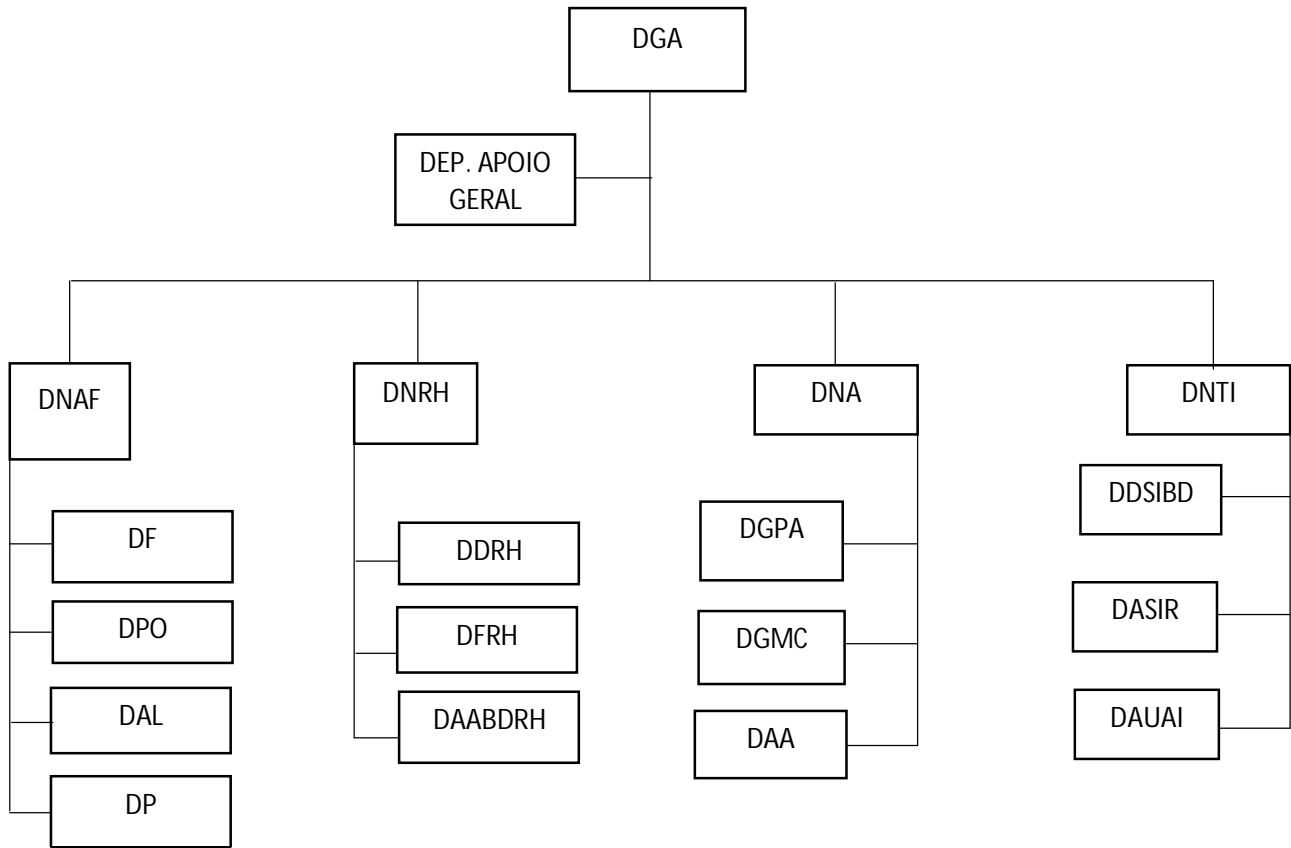 DGA
DEP. APOIO
GERAL
DNAF
DNRH
DNA
DNTI
DF
DPO
DAL
DP
DDRH
DFRH
DAABDRH
DGPA
DGMC
DAA
DDSIBD
DASIR
DAUAI